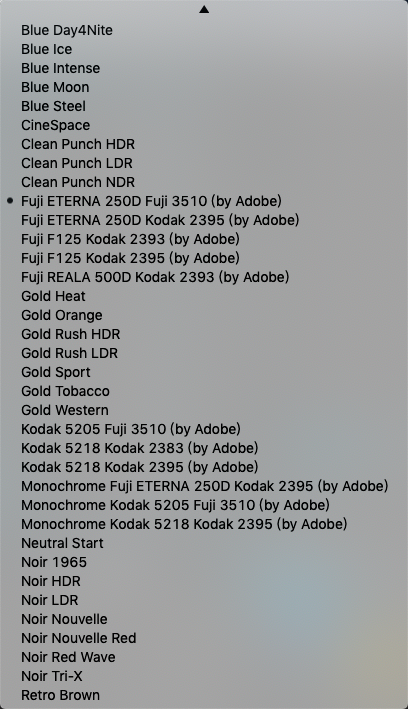 Blue Day4Nite
Blue Ice
Blue Intense
Blue Moon
Blue Steel
CineSpace
Clean Punch HDR
Clean Punch LDR
Clean Punch NDR
Fuji ETERNA 250D Fuji 3510 (by Adobe)
Fuji ETERNA 250D Kodak 2395 (by Adobe)
Fuji F125 Kodak 2393 (by Adobe)
Fuji F125 Kodak 2395 (by Adobe)
Fuji REALA 500D Kodak 2393 (by Adobe)
Gold Heat
Gold Orange
Gold Rush HDR
Gold Rush LDR
Gold Sport
Gold Tobacco
Gold Western
Kodak 5205 Fuji 3510 (by Adobe)
Kodak 5218 Kodak 2383 (by Adobe)
Kodak 5218 Kodak 2395 (by Adobe)
Monochrome Fuji ETERNA 250D Kodak 2395 (by Adobe)
Monochrome Kodak 5205 Fuji 3510 (by Adobe)
Monochrome Kodak 5218 Kodak 2395 (by Adobe)
Neutral Start
Noir 1965
Noir HDR
Noir LDR
Noir Nouvelle
Noir Nouvelle Red
Noir Red Wave
Noir Tri-X
Retro Brown